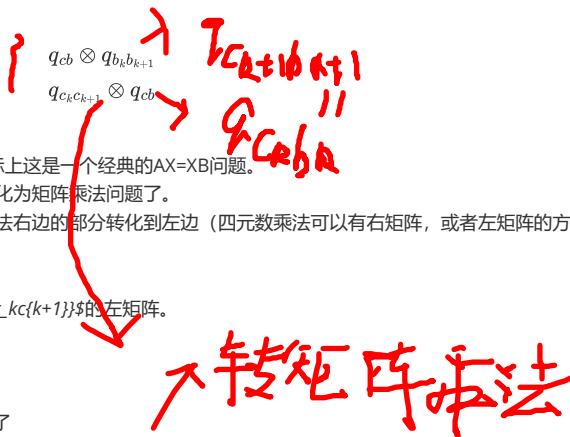 q_{cb} ⊗ q_{b_k b_{k+1}}
q_{c_k c_{k+1}} ⊗ q_{cb}
q_{c_{k+1} b_{k+1}}
q_{c_k b_k}
际上这是一个经典的AX=XB问题。
化为矩阵乘法问题了。
法右边的部分转化到左边（四元数乘法可以有右矩阵，或者左矩阵的方
_kc{k+1}}$的左矩阵。
转矩阵乘法
了